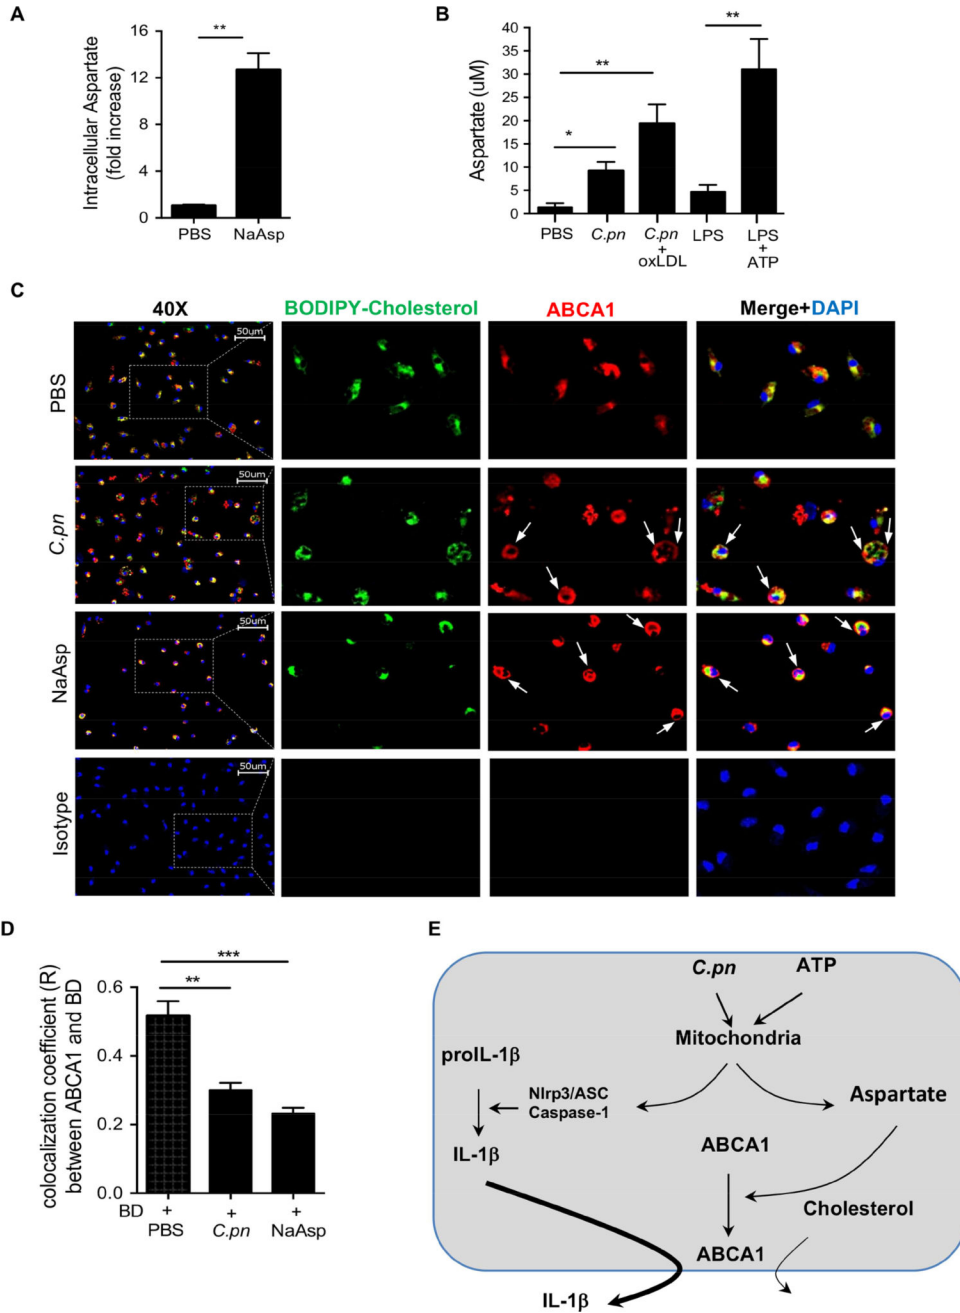 A
Intracellular Aspartate
(fold increase)
16
12
8
4
0
**
PBS
NaAsp
B
Aspartate (uM)
40
35
30
25
20
15
10
5
0
*
**
**
PBS
C.pn
C.pn
+
oxLDL
LPS
LPS
+
ATP
C
40X
BODIPY-Cholesterol
ABCA1
Merge+DAPI
PBS
50um
C.pn
50um
NaAsp
50um
Isotype
50um
D
colocalization coefficient (R)
between ABCA1 and BD
0.6
0.4
0.2
0.0
***
**
BD + + +
PBS C.pn NaAsp
E
C.pn
ATP
Mitochondria
proIL-1β
Nlrp3/ASC
Caspase-1
Aspartate
IL-1β
ABCA1
Cholesterol
ABCA1
IL-1β